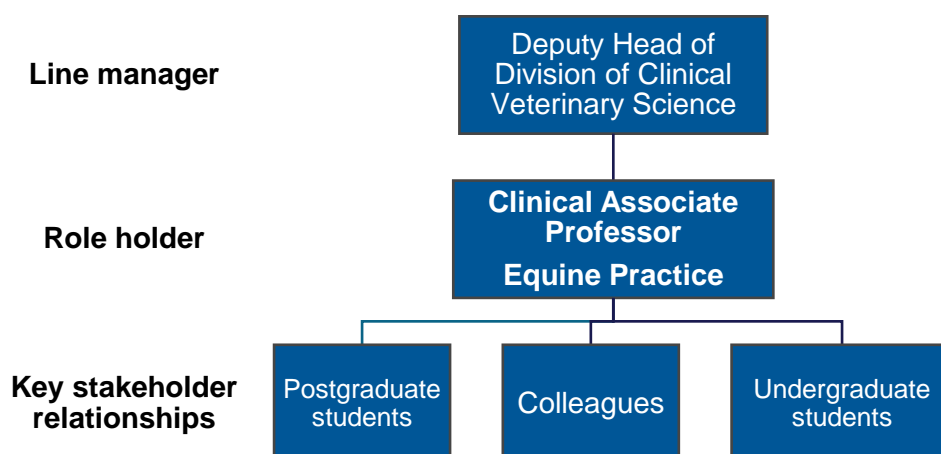 Line manager
Deputy Head of
Division of Clinical
Veterinary Science
Role holder
Clinical Associate
Professor
Equine Practice
Key stakeholder
relationships
Postgraduate
students
Colleagues
Undergraduate
students